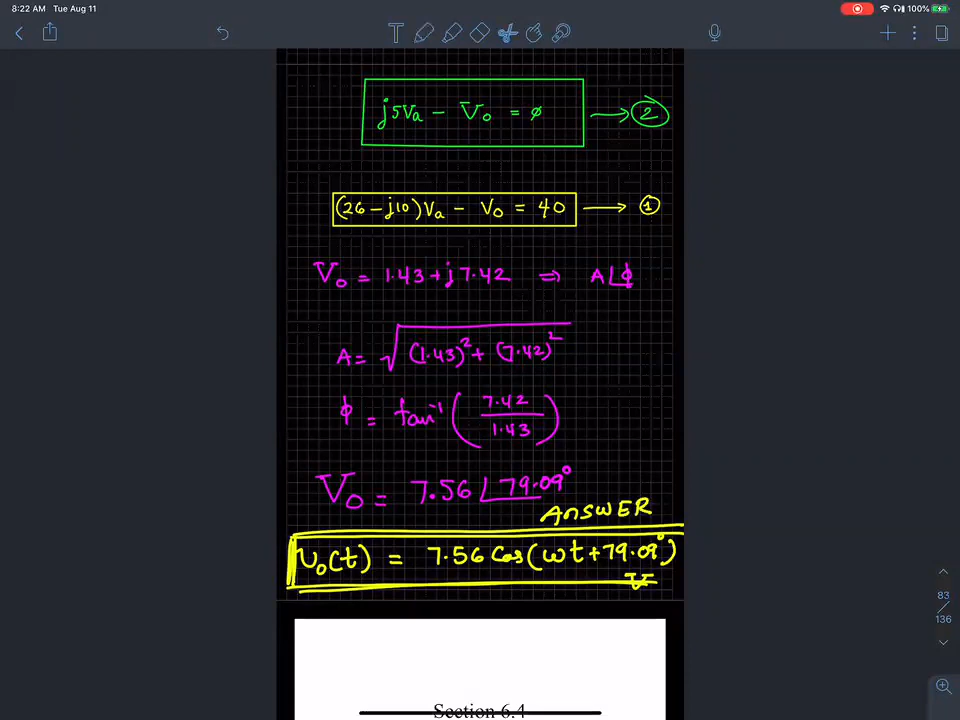 8:22 AM Tue Aug 11
100%
j5Va - Vo = ø → ②
(26 - j10)Va - Vo = 40 → ①
Vo = 1.43 + j7.42 ⇒ A∠ϕ
A = √(1.43)² + (7.42)²
ϕ = tan⁻¹(7.42/1.43)
Vo = 7.56∠79.09°
ANSWER
υo(t) = 7.56 Cos(ωt + 79.09°)
V
83
/
136
Section 6.4